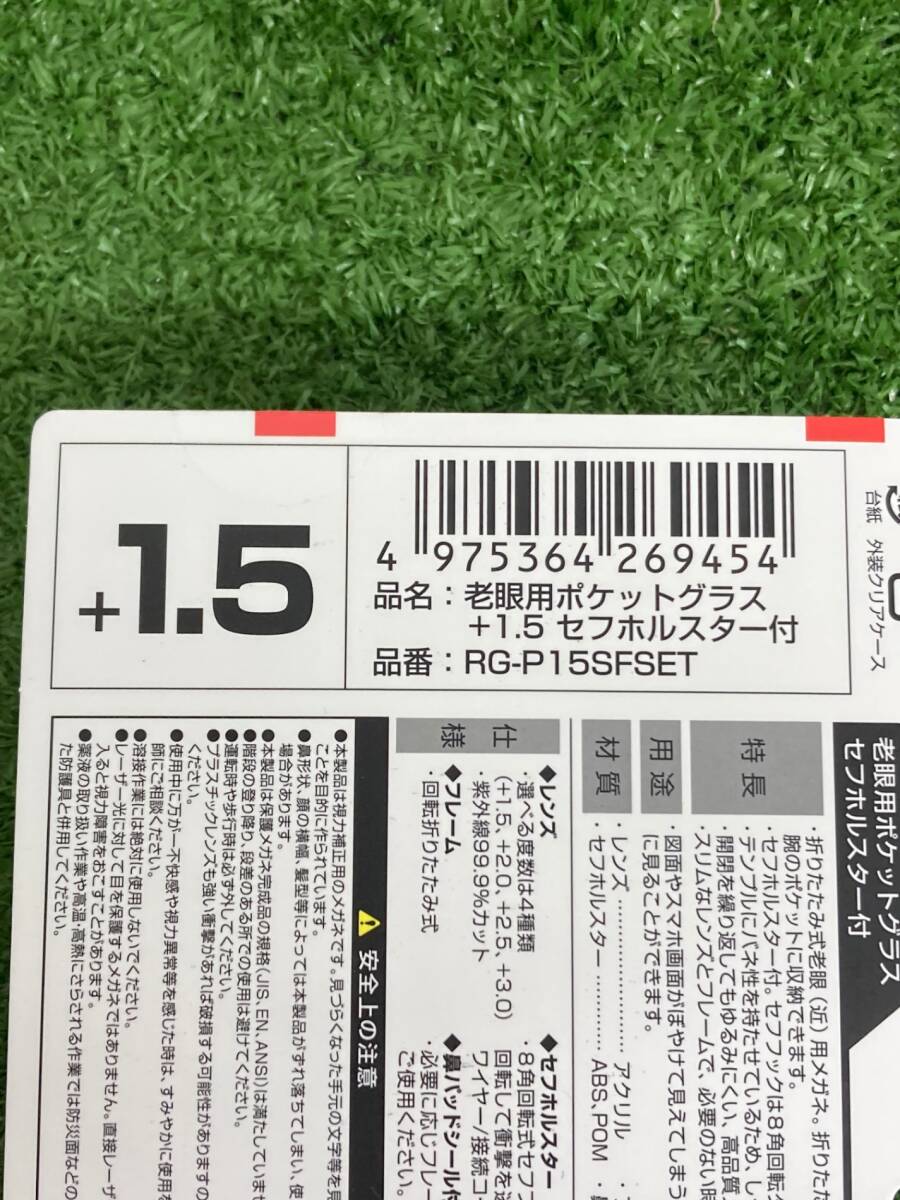 +1.5
4 975364 269454
品名：老眼用ポケットグラス
+1.5 セフホルスター付
品番：RG-P15SFSET
台紙 外装クリアケース
老眼用ポケットグラス
セフホルスター付
特長
・折りたたみ式老眼（近）用メガネ。折りたた
腕のポケットに収納できます。
・セフホルスター付。セフフックは8角回転
・テンプルにバネ性を持たせているため、し
開閉を繰り返してもゆるみにくい、高品質
・スリムなレンズとフレームで、必要のない時
用途
・図面やスマホ画面がぼやけて見えてしまう
に見ることができます。
材質
・レンズ………………アクリル
・セフホルスター………ABS、POM
仕様
◆レンズ
・選べる度数は4種類
(+1.5、+2.0、+2.5、+3.0)
・紫外線99.9%カット
◆フレーム
・回転折りたたみ式
◆セフホルスター
・8角回転式セフ
回転して衝撃を
ワイヤー/接続コ
◆鼻パッドシール付
・必要に応じフレー
ご使用ください。
安全上の注意
●本製品は視力補正用のメガネです。見づらくなった手元の文字等を見
ことを目的に作られています。
●鼻形状、顔の横幅、髪型等によっては本製品がずれ落ちてしまい、使
場合があります。
●本製品は保護メガネ完成品の規格(JIS、EN、ANSI)は満たしていませ
●階段の登り降り、段差のある所での使用は避けてください。
●運転時や歩行時は必ず外してください。
●プラスチックレンズも強い衝撃があれば破損する可能性がありますの
ください。
●使用中に万が一不快感や視力異常等を感じた時は、すみやかに使用を
師にご相談ください。
●溶接作業には絶対に使用しないでください。
●レーザー光に対して目を保護するメガネではありません。直接レーザ
入ると視力障害をおこすことがあります。
●薬液の取り扱い作業や高温・高熱にさらされる作業では防災面などの
た防護具と併用してください。